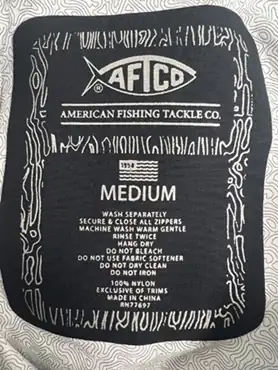 AFTCO
®
AMERICAN FISHING TACKLE CO.
1958
MEDIUM
WASH SEPARATELY
SECURE & CLOSE ALL ZIPPERS
MACHINE WASH WARM GENTLE
RINSE TWICE
HANG DRY
DO NOT BLEACH
DO NOT USE FABRIC SOFTENER
DO NOT DRY CLEAN
DO NOT IRON
100% NYLON
EXCLUSIVE OF TRIMS
MADE IN CHINA
RN77697